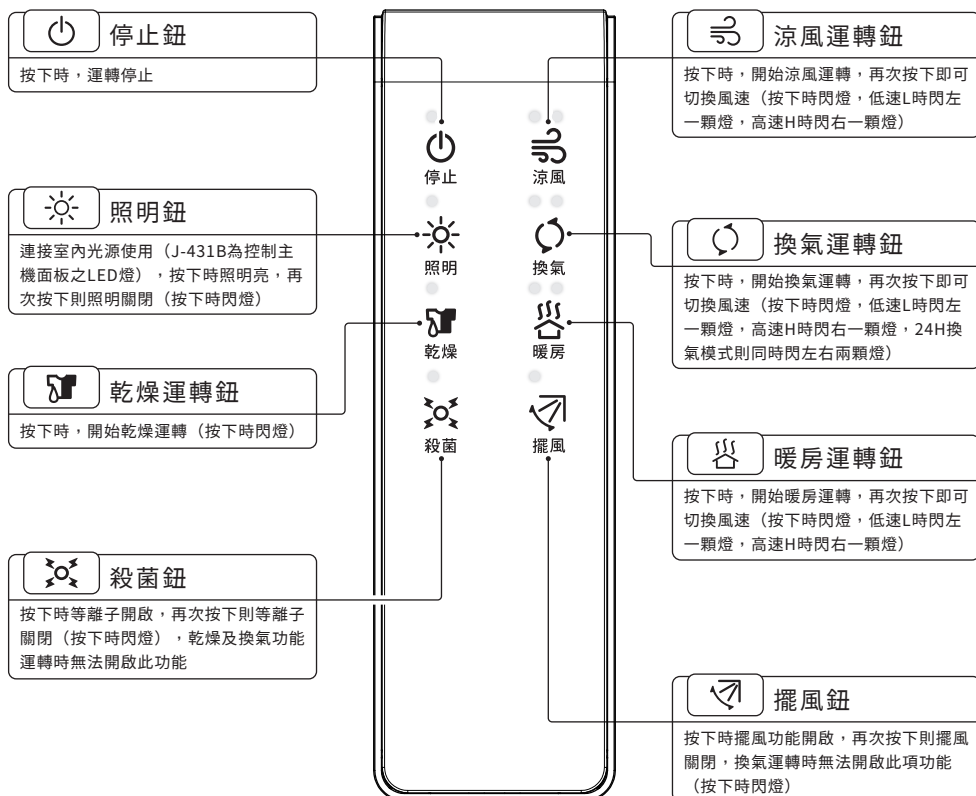 停止鈕
按下時，運轉停止
照明鈕
連接室內光源使用（J-431B為控制主
機面板之LED燈），按下時照明亮，再
次按下則照明關閉（按下時閃燈）
乾燥運轉鈕
按下時，開始乾燥運轉（按下時閃燈）
殺菌鈕
按下時等離子開啟，再次按下則等離子
關閉（按下時閃燈），乾燥及換氣功能
運轉時無法開啟此功能
停止
涼風
照明
換氣
乾燥
暖房
殺菌
擺風
涼風運轉鈕
按下時，開始涼風運轉，再次按下即可
切換風速（按下時閃燈，低速L時閃左
一顆燈，高速H時閃右一顆燈）
換氣運轉鈕
按下時，開始換氣運轉，再次按下即可
切換風速（按下時閃燈，低速L時閃左
一顆燈，高速H時閃右一顆燈，24H換
氣模式則同時閃左右兩顆燈）
暖房運轉鈕
按下時，開始暖房運轉，再次按下即可
切換風速（按下時閃燈，低速L時閃左
一顆燈，高速H時閃右一顆燈）
擺風鈕
按下時擺風功能開啟，再次按下則擺風
關閉，換氣運轉時無法開啟此項功能
（按下時閃燈）